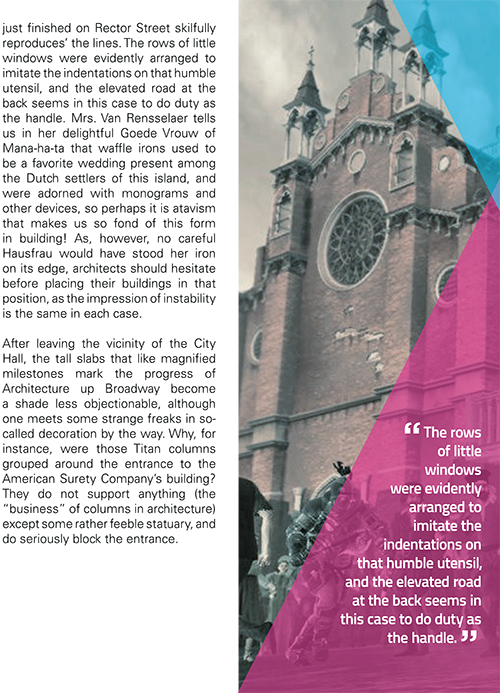 just finished on Rector Street skilfully
reproduces’ the lines. The rows of little
windows were evidently arranged to
imitate the indentations on that humble
utensil, and the elevated road at the
back seems in this case to do duty as
the handle. Mrs. Van Rensselaer tells
us in her delightful Goede Vrouw of
Mana-ha-ta that waffle irons used to
be a favorite wedding present among
the Dutch settlers of this island, and
were adorned with monograms and
other devices, so perhaps it is atavism
that makes us so fond of this form
in building! As, however, no careful
Hausfrau would have stood her iron
on its edge, architects should hesitate
before placing their buildings in that
position, as the impression of instability
is the same in each case.
After leaving the vicinity of the City
Hall, the tall slabs that like magnified
milestones mark the progress of
Architecture up Broadway become
a shade less objectionable, although
one meets some strange freaks in so-
called decoration by the way. Why, for
instance, were those Titan columns
grouped around the entrance to the
American Surety Company’s building?
They do not support anything (the
“business” of columns in architecture)
except some rather feeble statuary, and
do seriously block the entrance.
“ The rows
of little
windows
were evidently
arranged to
imitate the
indentations on
that humble utensil,
and the elevated road
at the back seems in
this case to do duty as
the handle. ”